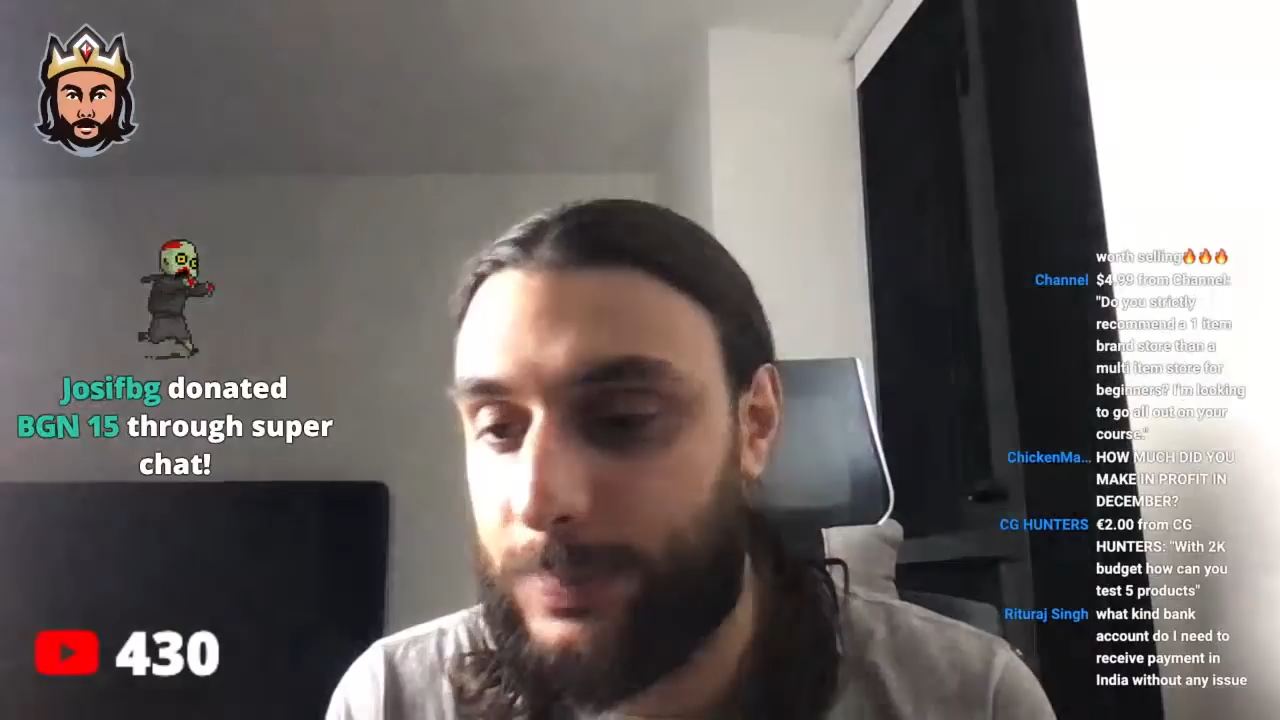 Josifbg donated
BGN 15 through super
chat!
430
worth selling🔥🔥🔥
Channel $4.99 from Channel:
"Do you strictly
recommend a 1 item
brand store than a
multi item store for
beginners? I'm looking
to go all out on your
course."
ChickenMa... HOW MUCH DID YOU
MAKE IN PROFIT IN
DECEMBER?
CG HUNTERS €2.00 from CG
HUNTERS: "With 2K
budget how can you
test 5 products"
Rituraj Singh what kind bank
account do I need to
receive payment in
India without any issue